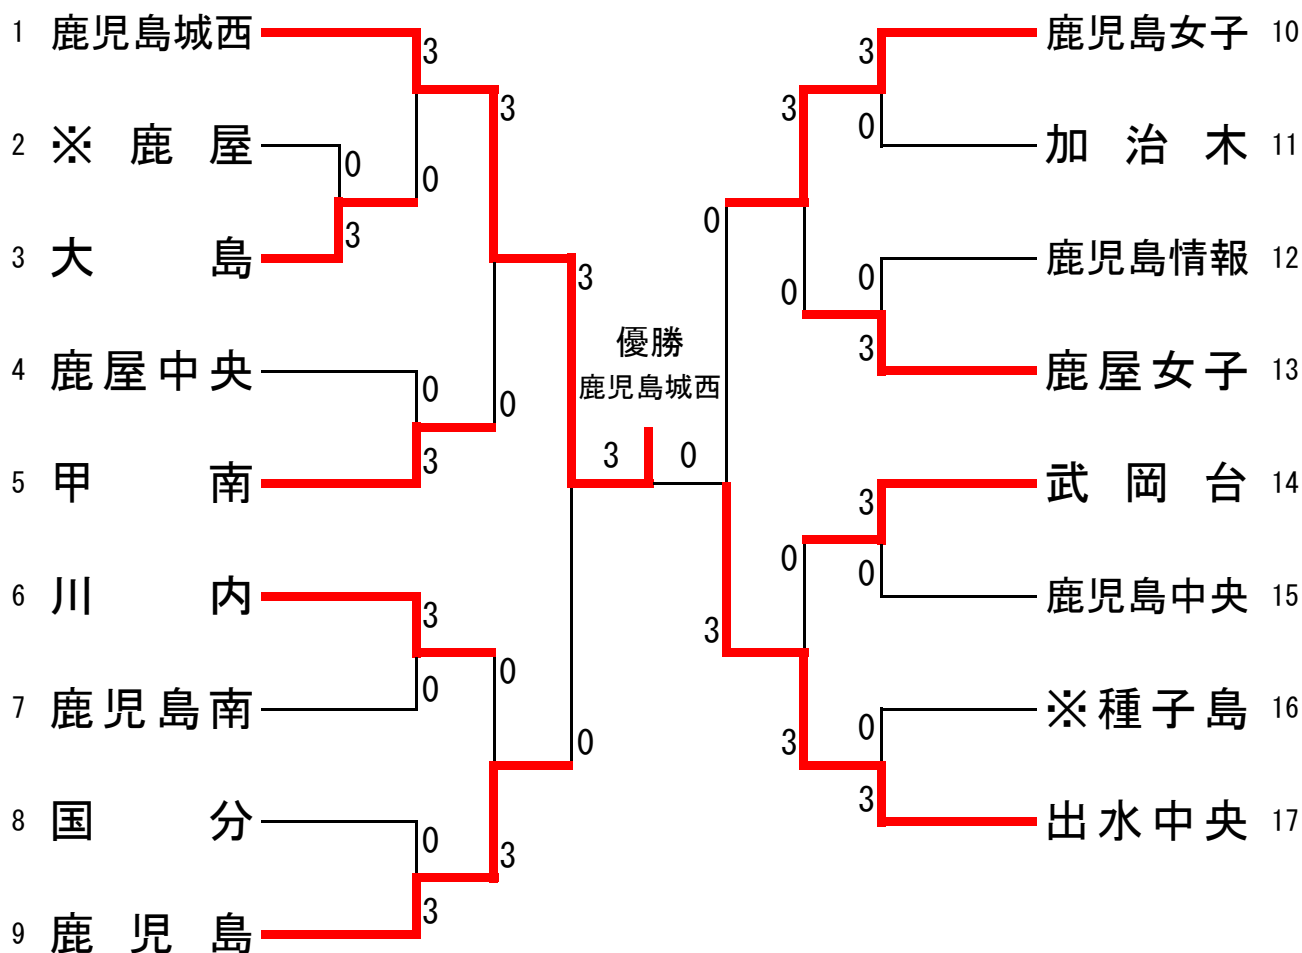 1 鹿児島城西
3
2 ※ 鹿 屋
0
3
0
3
3 大 島
3
4 鹿屋中央
0
0
3
5 甲 南
6 川 内
3
0
0
7 鹿児島南
0
8 国 分
0
3
3
9 鹿 児 島
優勝
鹿児島城西
3 0
鹿児島女子 10
3
3
0
加 治 木 11
0
鹿児島情報 12
0
0
3
鹿屋女子 13
武 岡 台 14
3
0
0
鹿児島中央 15
3
※種子島 16
0
3
3
出水中央 17